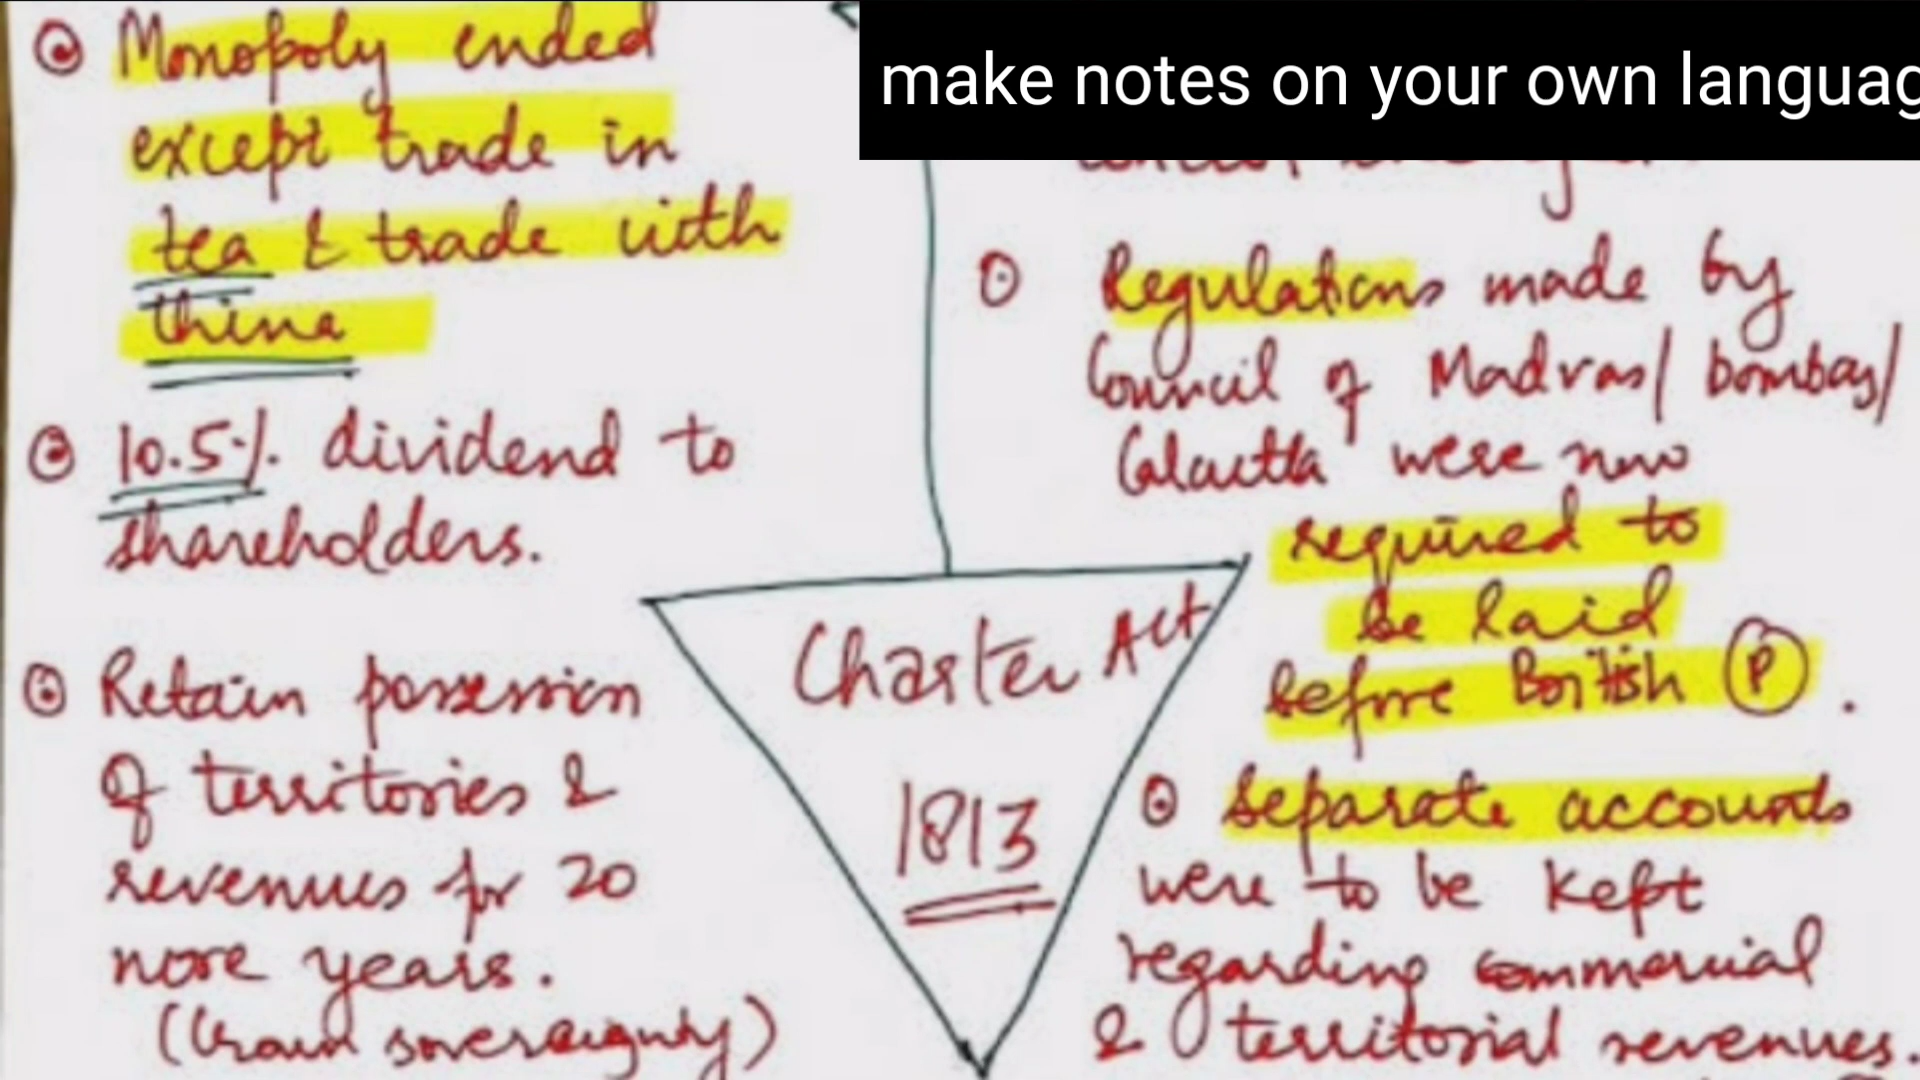 Monopoly ended
except trade in
tea & trade with
China
10.5% dividend to
shareholders.
Retain possession
of territories &
revenues for 20
more years.
(Crown sovereignty)
make notes on your own languag
Regulations made by
Council of Madras/ bombay/
Calcutta were now
required to
be laid
before British P.
Separate accounts
were to be kept
regarding commercial
& territorial revenues.
Charter Act
1813